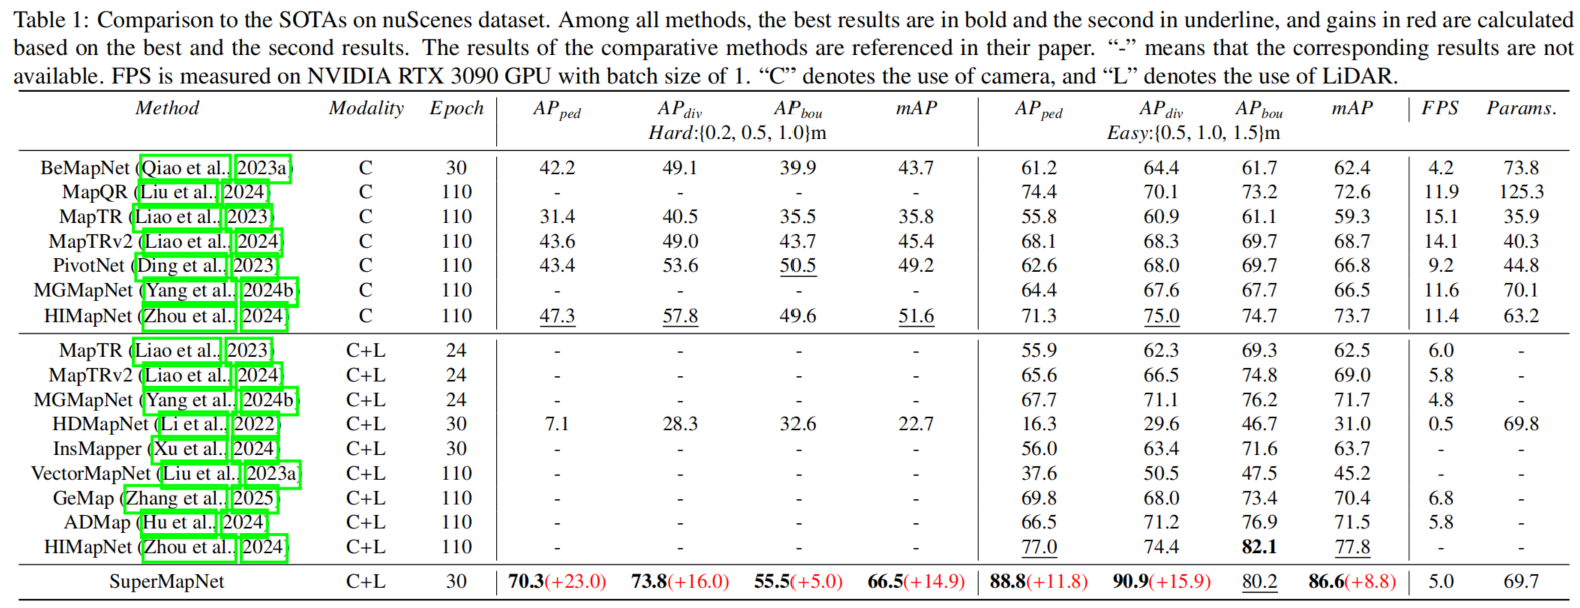 Table 1: Comparison to the SOTAs on nuScenes dataset. Among all methods, the best results are in bold and the second in underline, and gains in red are calculated
based on the best and the second results. The results of the comparative methods are referenced in their paper. “-” means that the corresponding results are not
available. FPS is measured on NVIDIA RTX 3090 GPU with batch size of 1. “C” denotes the use of camera, and “L” denotes the use of LiDAR.
Method Modality Epoch APped APdiv APbou mAP APped APdiv APbou mAP FPS Params.
Hard:{0.2, 0.5, 1.0}m Easy:{0.5, 1.0, 1.5}m
BeMapNet (Qiao et al., 2023a) C 30 42.2 49.1 39.9 43.7 61.2 64.4 61.7 62.4 4.2 73.8
MapQR (Liu et al., 2024) C 110 - - - - 74.4 70.1 73.2 72.6 11.9 125.3
MapTR (Liao et al., 2023) C 110 31.4 40.5 35.5 35.8 55.8 60.9 61.1 59.3 15.1 35.9
MapTRv2 (Liao et al., 2024) C 110 43.6 49.0 43.7 45.4 68.1 68.3 69.7 68.7 14.1 40.3
PivotNet (Ding et al., 2023) C 110 43.4 53.6 50.5 49.2 62.6 68.0 69.7 66.8 9.2 44.8
MGMapNet (Yang et al., 2024b) C 110 - - - - 64.4 67.6 67.7 66.5 11.6 70.1
HIMapNet (Zhou et al., 2024) C 110 47.3 57.8 49.6 51.6 71.3 75.0 74.7 73.7 11.4 63.2
MapTR (Liao et al., 2023) C+L 24 - - - - 55.9 62.3 69.3 62.5 6.0 -
MapTRv2 (Liao et al., 2024) C+L 24 - - - - 65.6 66.5 74.8 69.0 5.8 -
MGMapNet (Yang et al., 2024b) C+L 24 - - - - 67.7 71.1 76.2 71.7 4.8 -
HDMapNet (Li et al., 2022) C+L 30 7.1 28.3 32.6 22.7 16.3 29.6 46.7 31.0 0.5 69.8
InsMapper (Xu et al., 2024) C+L 30 - - - - 56.0 63.4 71.6 63.7 - -
VectorMapNet (Liu et al., 2023a) C+L 110 - - - - 37.6 50.5 47.5 45.2 - -
GeMap (Zhang et al., 2025) C+L 110 - - - - 69.8 68.0 73.4 70.4 6.8 -
ADMap (Hu et al., 2024) C+L 110 - - - - 66.5 71.2 76.9 71.5 5.8 -
HIMapNet (Zhou et al., 2024) C+L 110 - - - - 77.0 74.4 82.1 77.8 - -
SuperMapNet C+L 30 70.3(+23.0) 73.8(+16.0) 55.5(+5.0) 66.5(+14.9) 88.8(+11.8) 90.9(+15.9) 80.2 86.6(+8.8) 5.0 69.7